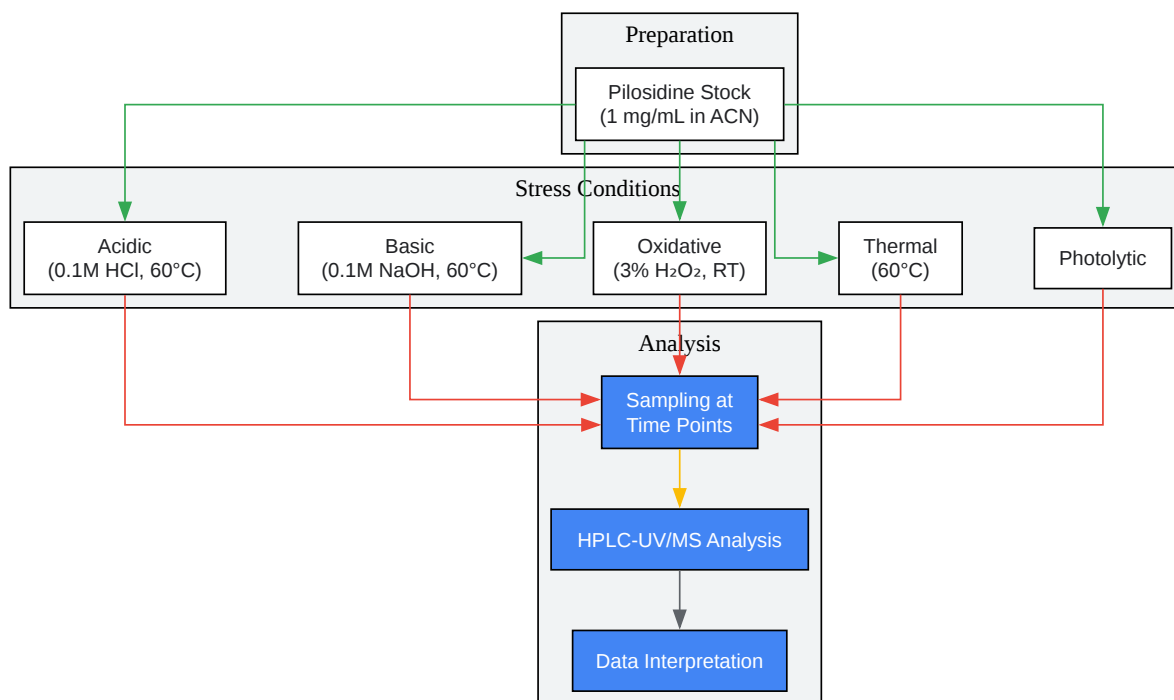 Preparation
Pilosidine Stock
(1 mg/mL in ACN)
Stress Conditions
Acidic
(0.1M HCl, 60°C)
Basic
(0.1M NaOH, 60°C)
Oxidative
(3% H₂O₂, RT)
Thermal
(60°C)
Photolytic
Analysis
Sampling at
Time Points
HPLC-UV/MS Analysis
Data Interpretation